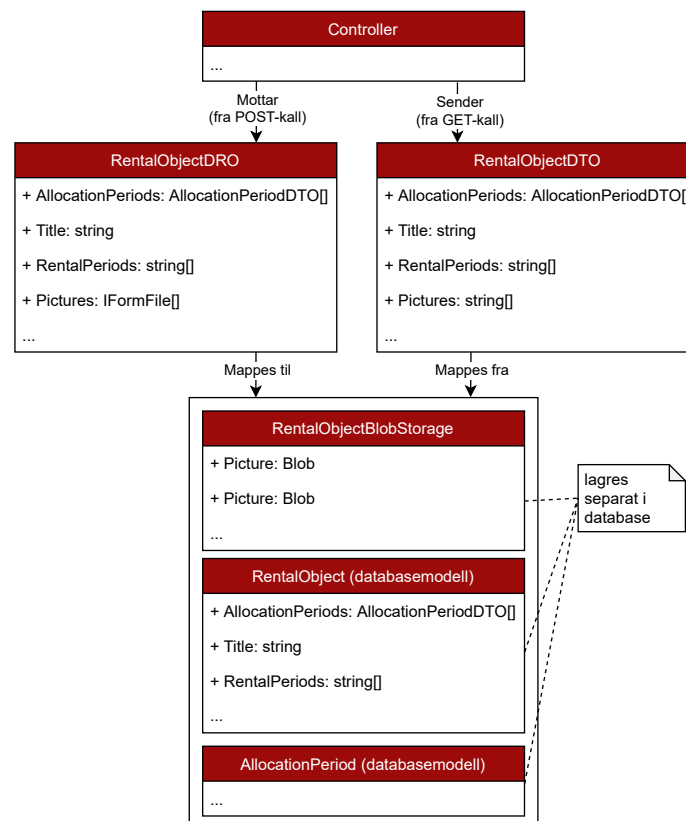 Controller
...
Mottar
(fra POST-kall)
Sender
(fra GET-kall)
RentalObjectDRO
+ AllocationPeriods: AllocationPeriodDTO[]
+ Title: string
+ RentalPeriods: string[]
+ Pictures: IFormFile[]
...
RentalObjectDTO
+ AllocationPeriods: AllocationPeriodDTO[
+ Title: string
+ RentalPeriods: string[]
+ Pictures: string[]
...
Mappes til
Mappes fra
RentalObjectBlobStorage
+ Picture: Blob
+ Picture: Blob
...
lagres
separat i
database
RentalObject (databasemodell)
+ AllocationPeriods: AllocationPeriodDTO[]
+ Title: string
+ RentalPeriods: string[]
...
AllocationPeriod (databasemodell)
...